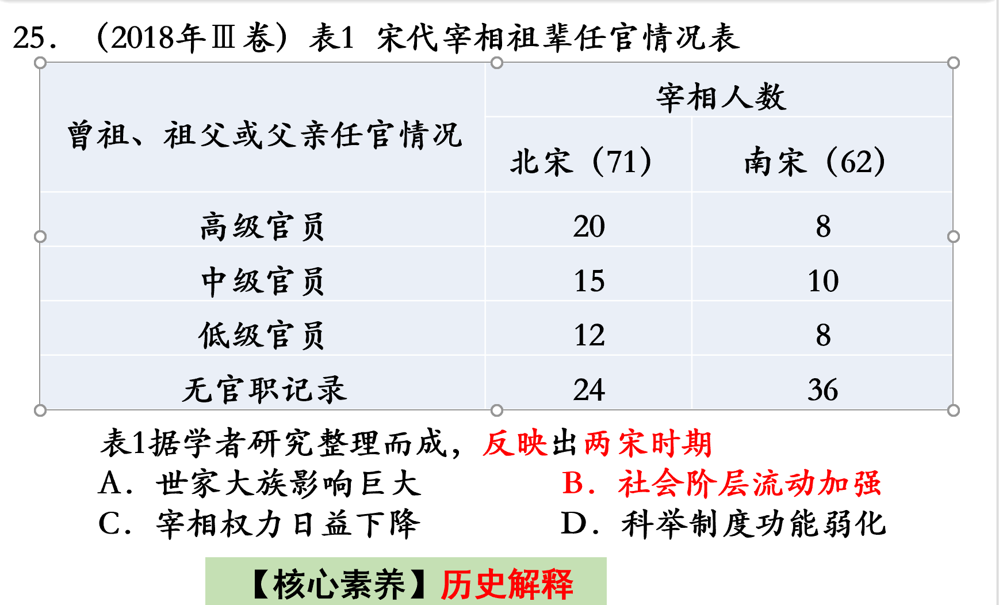 25. （2018年Ⅲ卷）表1 宋代宰相祖辈任官情况表
曾祖、祖父或父亲任官情况
宰相人数
北宋（71）
南宋（62）
高级官员 20 8
中级官员 15 10
低级官员 12 8
无官职记录 24 36
表1据学者研究整理而成，反映出两宋时期
A．世家大族影响巨大 B．社会阶层流动加强
C．宰相权力日益下降 D．科举制度功能弱化
【核心素养】历史解释